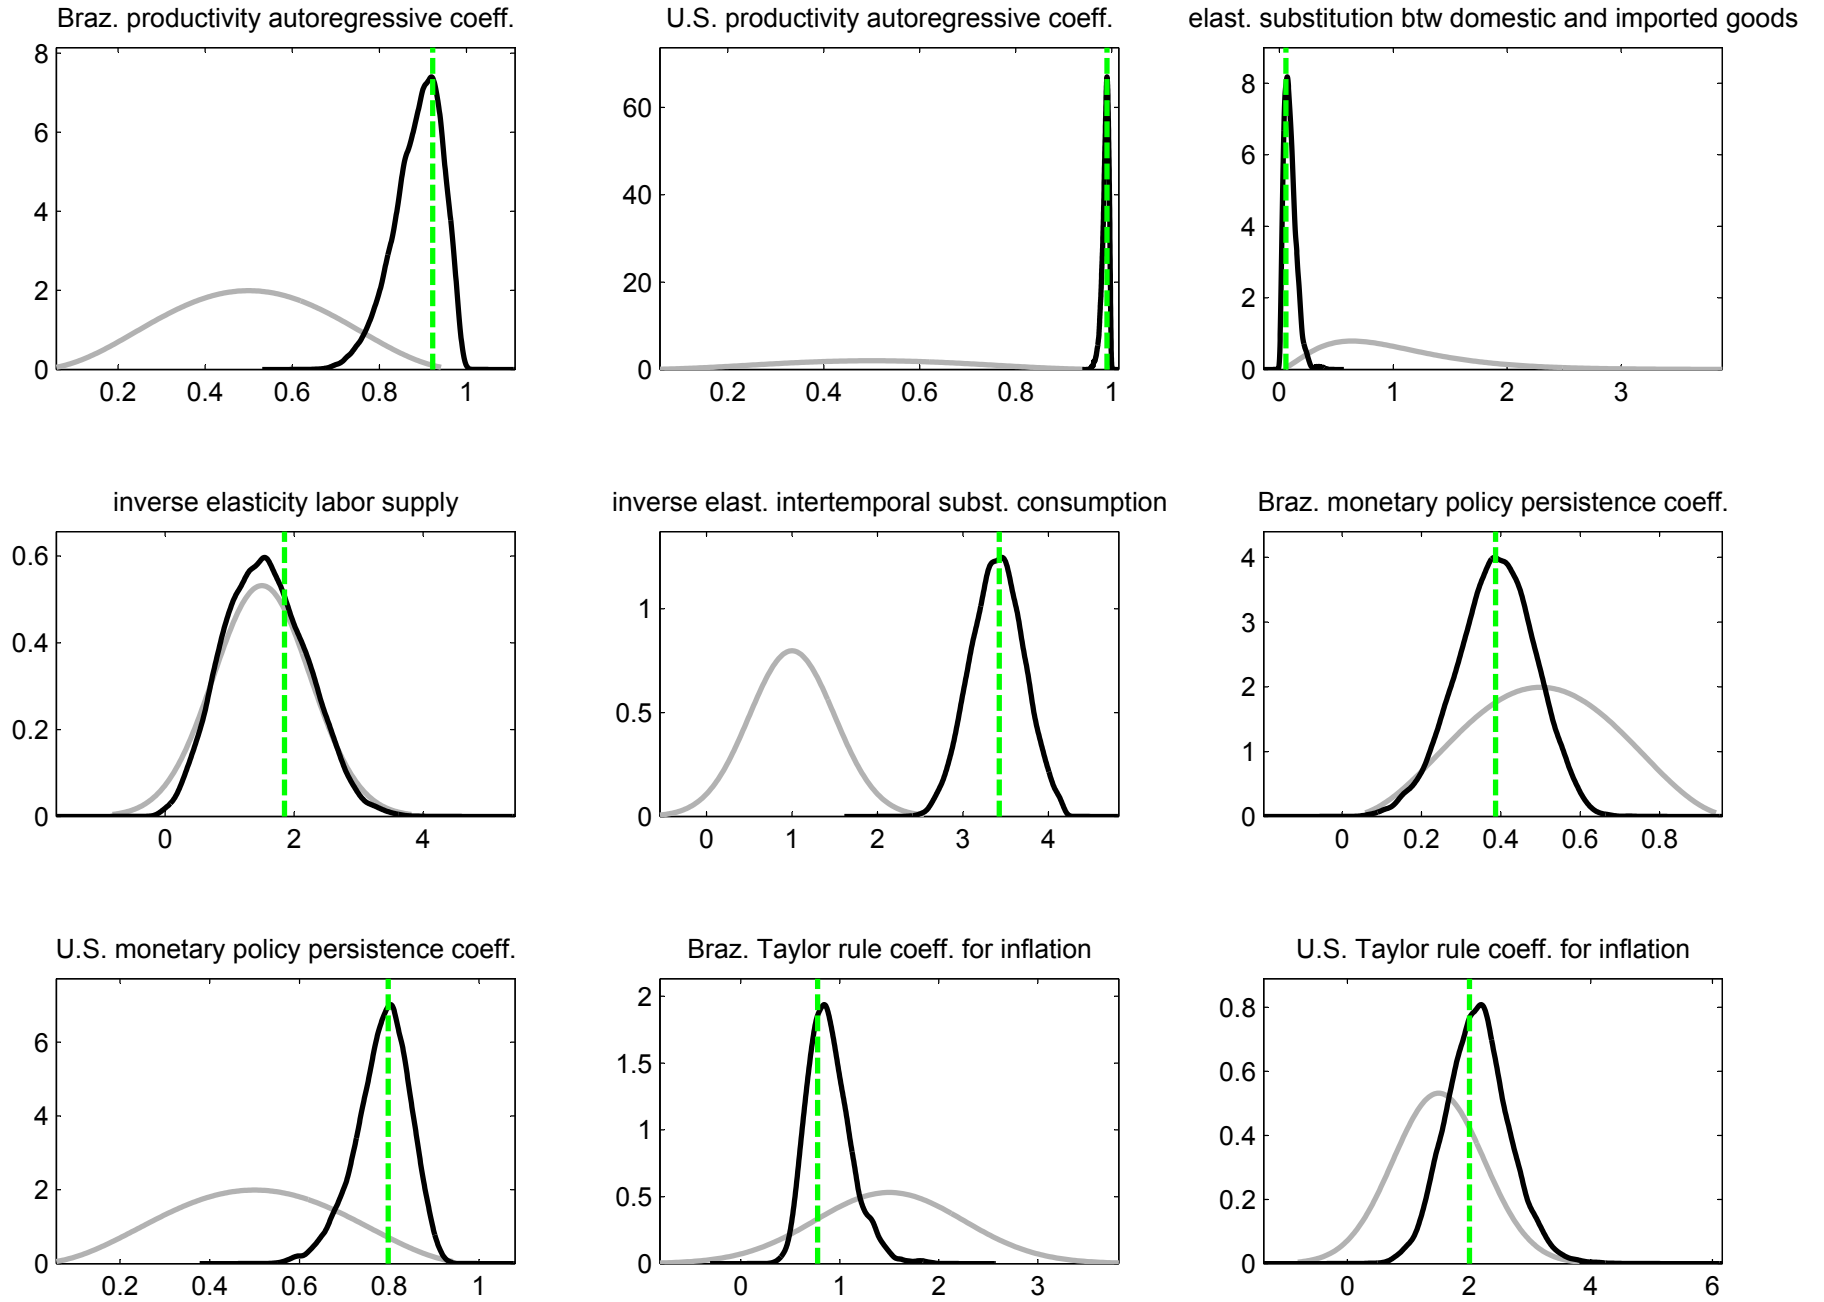 Braz. productivity autoregressive coeff.
8
6
4
2
0
0.2 0.4 0.6 0.8 1
U.S. productivity autoregressive coeff.
60
40
20
0
0.2 0.4 0.6 0.8 1
elast. substitution btw domestic and imported goods
8
6
4
2
0
0 1 2 3
inverse elasticity labor supply
0.6
0.4
0.2
0
0 2 4
inverse elast. intertemporal subst. consumption
1
0.5
0
0 1 2 3 4
Braz. monetary policy persistence coeff.
4
3
2
1
0
0 0.2 0.4 0.6 0.8
U.S. monetary policy persistence coeff.
6
4
2
0
0.2 0.4 0.6 0.8 1
Braz. Taylor rule coeff. for inflation
2
1.5
1
0.5
0
0 1 2 3
U.S. Taylor rule coeff. for inflation
0.8
0.6
0.4
0.2
0
0 2 4 6